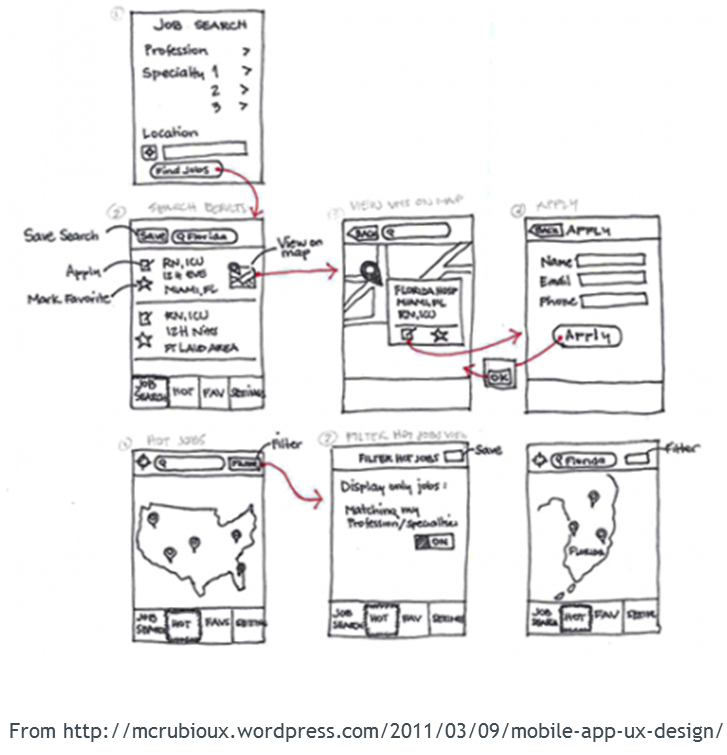 1
JOB SEARCH
Profession >
Specialty 1 >
2 >
3 >
Location
Find Jobs
2 SEARCH RESULTS
Save Search
SAVE Florida
View on map
Apply
RN, ICU
12 H EVE
MIAMI, FL
Mark Favorite
RN, ICU
12H Nites
FT LAUD AREA
JOB SEARCH HOT FAV SETTINGS
3 VIEW ON MAP
BACK
FLORIDA HOSP
MIAMI, FL
RN, ICU
4 APPLY
BACK APPLY
Name
Email
Phone
Apply
OK
1 HOT JOBS
Filter
FILTER
JOB SEARCH HOT FAVS
2 FILTER HOT JOBS VIEW
FILTER HOT JOBS
Save
Display only jobs:
Matching my
Profession/specialties
ON
JOB SEARCH HOT FAV
Florida
Filter
FLORIDA
JOB SEARCH HOT FAV
From http://mcrubioux.wordpress.com/2011/03/09/mobile-app-ux-design/